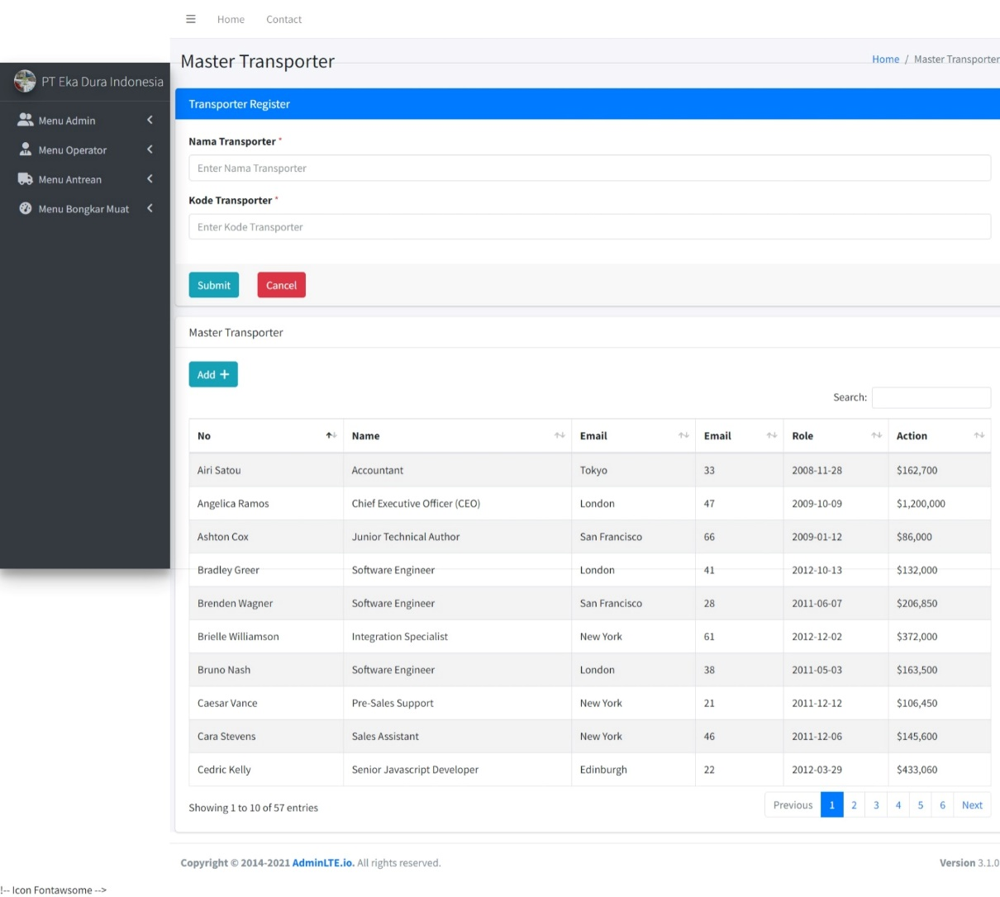 Home Contact
Master Transporter
Home / Master Transporter
PT Eka Dura Indonesia
Menu Admin
Menu Operator
Menu Antrean
Menu Bongkar Muat
Transporter Register
Nama Transporter *
Enter Nama Transporter
Kode Transporter *
Enter Kode Transporter
Submit Cancel
Master Transporter
Add +
Search:
No Name Email Email Role Action
Airi Satou Accountant Tokyo 33 2008-11-28 $162,700
Angelica Ramos Chief Executive Officer (CEO) London 47 2009-10-09 $1,200,000
Ashton Cox Junior Technical Author San Francisco 66 2009-01-12 $86,000
Bradley Greer Software Engineer London 41 2012-10-13 $132,000
Brenden Wagner Software Engineer San Francisco 28 2011-06-07 $206,850
Brielle Williamson Integration Specialist New York 61 2012-12-02 $372,000
Bruno Nash Software Engineer London 38 2011-05-03 $163,500
Caesar Vance Pre-Sales Support New York 21 2011-12-12 $106,450
Cara Stevens Sales Assistant New York 46 2011-12-06 $145,600
Cedric Kelly Senior Javascript Developer Edinburgh 22 2012-03-29 $433,060
Showing 1 to 10 of 57 entries
Previous 1 2 3 4 5 6 Next
Copyright © 2014-2021 AdminLTE.io. All rights reserved.
Version 3.1.0
!-- Icon Fontawsome -->